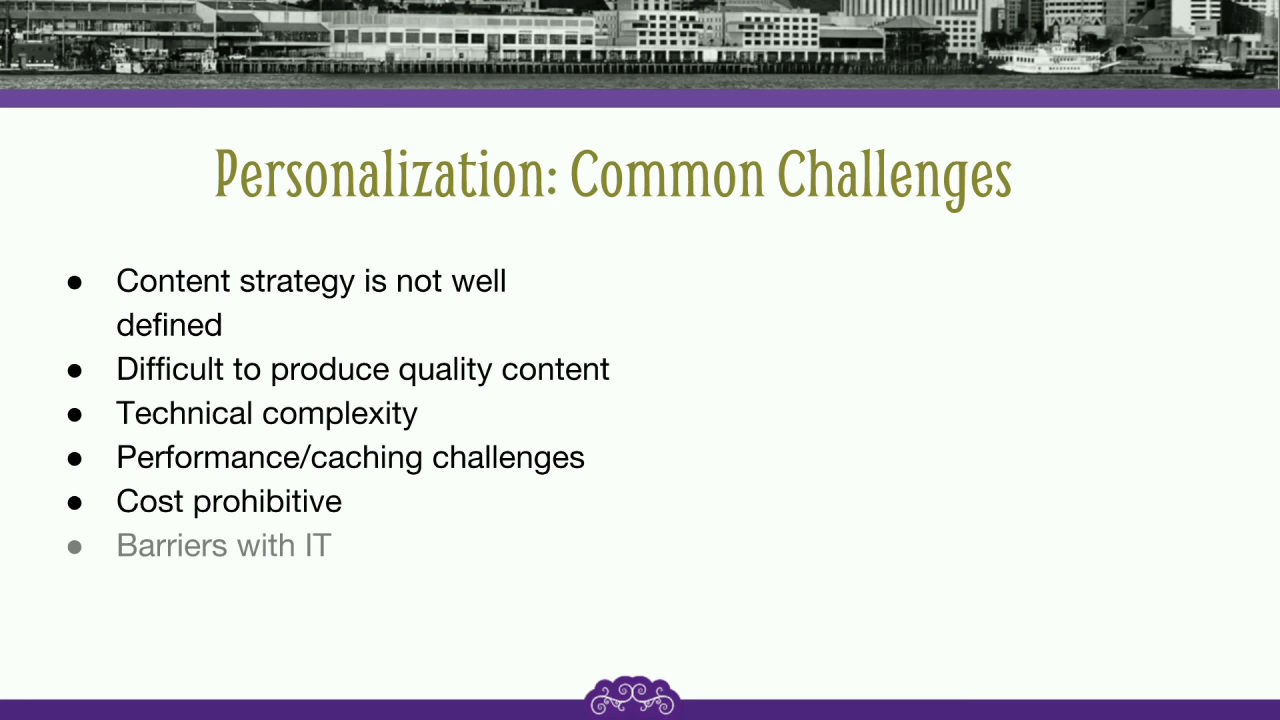 Personalization: Common Challenges
● Content strategy is not well
defined
● Difficult to produce quality content
● Technical complexity
● Performance/caching challenges
● Cost prohibitive
● Barriers with IT